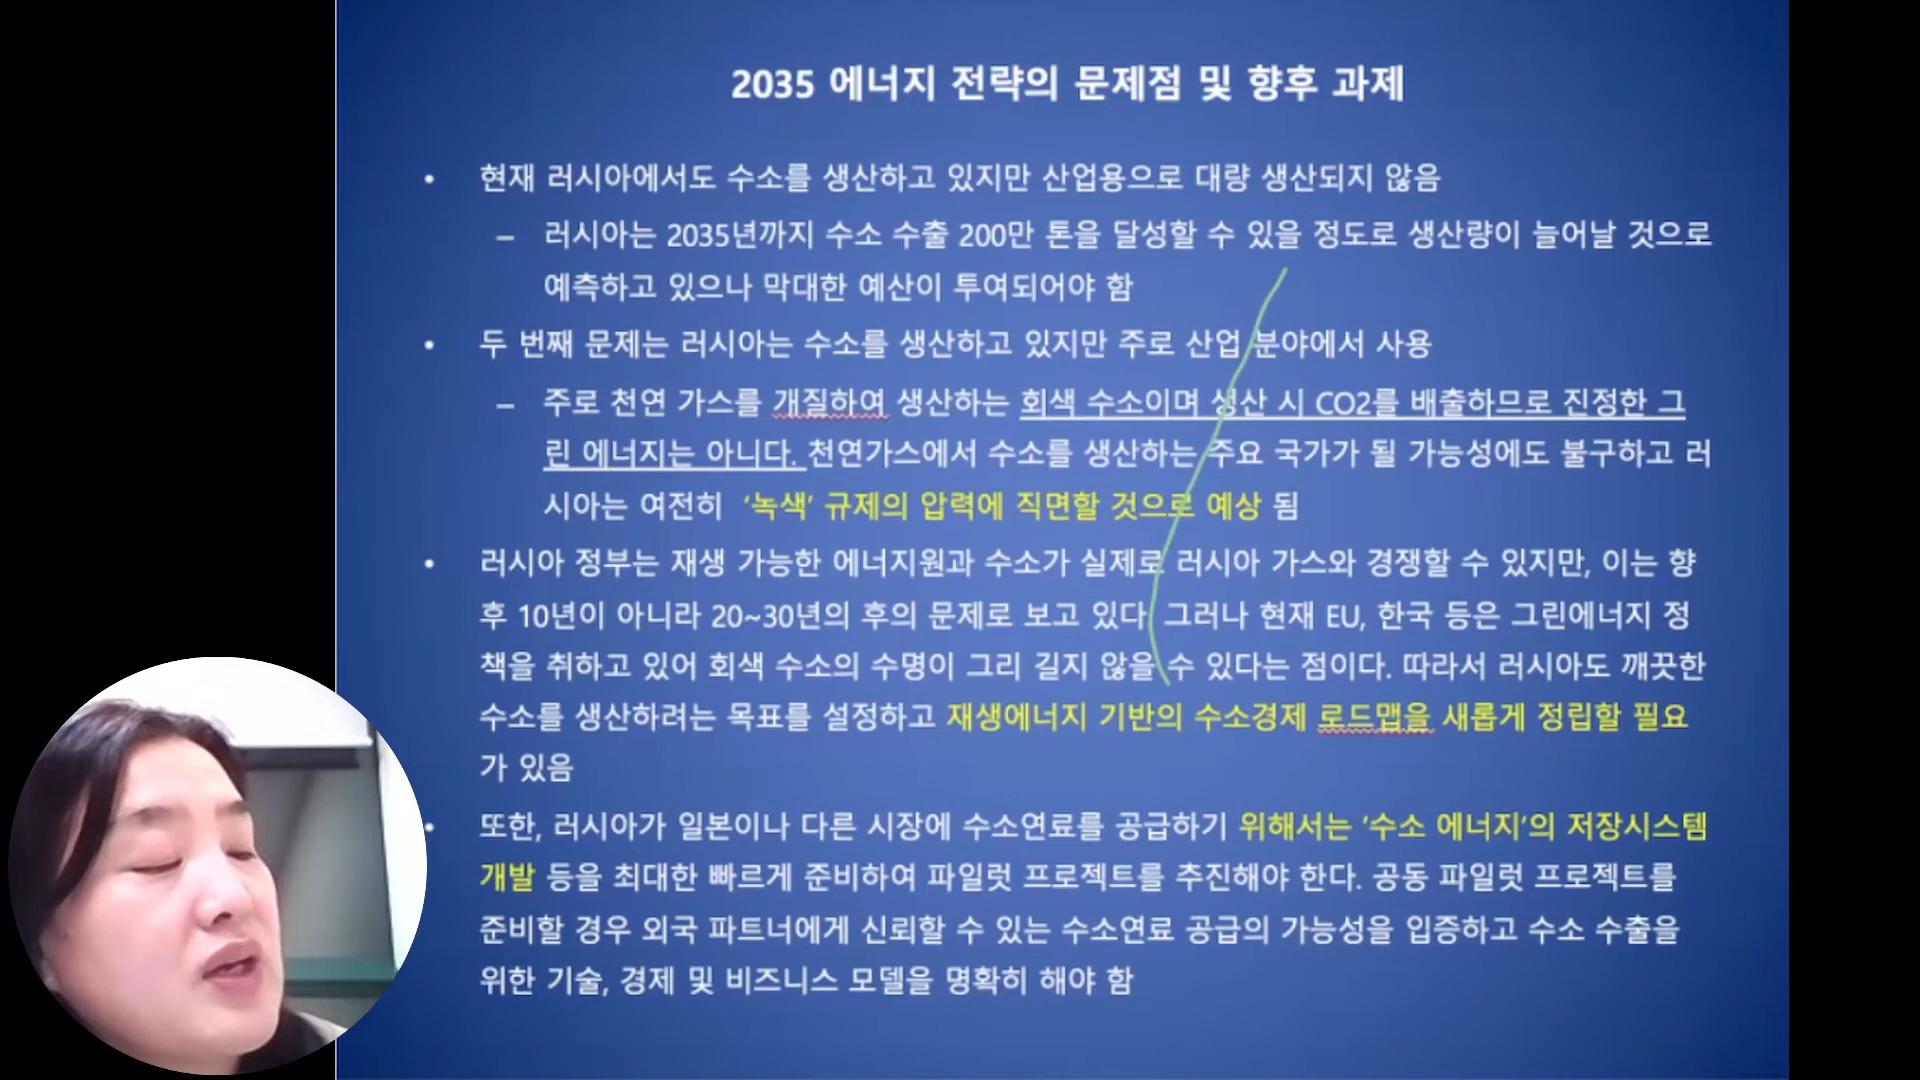 2035 에너지 전략의 문제점 및 향후 과제
• 현재 러시아에서도 수소를 생산하고 있지만 산업용으로 대량 생산되지 않음
– 러시아는 2035년까지 수소 수출 200만 톤을 달성할 수 있을 정도로 생산량이 늘어날 것으로
예측하고 있으나 막대한 예산이 투여되어야 함
• 두 번째 문제는 러시아는 수소를 생산하고 있지만 주로 산업 분야에서 사용
– 주로 천연 가스를 개질하여 생산하는 회색 수소이며 생산 시 CO2를 배출하므로 진정한 그
린 에너지는 아니다. 천연가스에서 수소를 생산하는 주요 국가가 될 가능성에도 불구하고 러
시아는 여전히 ‘녹색’ 규제의 압력에 직면할 것으로 예상 됨
• 러시아 정부는 재생 가능한 에너지원과 수소가 실제로 러시아 가스와 경쟁할 수 있지만, 이는 향
후 10년이 아니라 20~30년의 후의 문제로 보고 있다. 그러나 현재 EU, 한국 등은 그린에너지 정
책을 취하고 있어 회색 수소의 수명이 그리 길지 않을 수 있다는 점이다. 따라서 러시아도 깨끗한
수소를 생산하려는 목표를 설정하고 재생에너지 기반의 수소경제 로드맵을 새롭게 정립할 필요
가 있음
• 또한, 러시아가 일본이나 다른 시장에 수소연료를 공급하기 위해서는 ‘수소 에너지’의 저장시스템
개발 등을 최대한 빠르게 준비하여 파일럿 프로젝트를 추진해야 한다. 공동 파일럿 프로젝트를
준비할 경우 외국 파트너에게 신뢰할 수 있는 수소연료 공급의 가능성을 입증하고 수소 수출을
위한 기술, 경제 및 비즈니스 모델을 명확히 해야 함